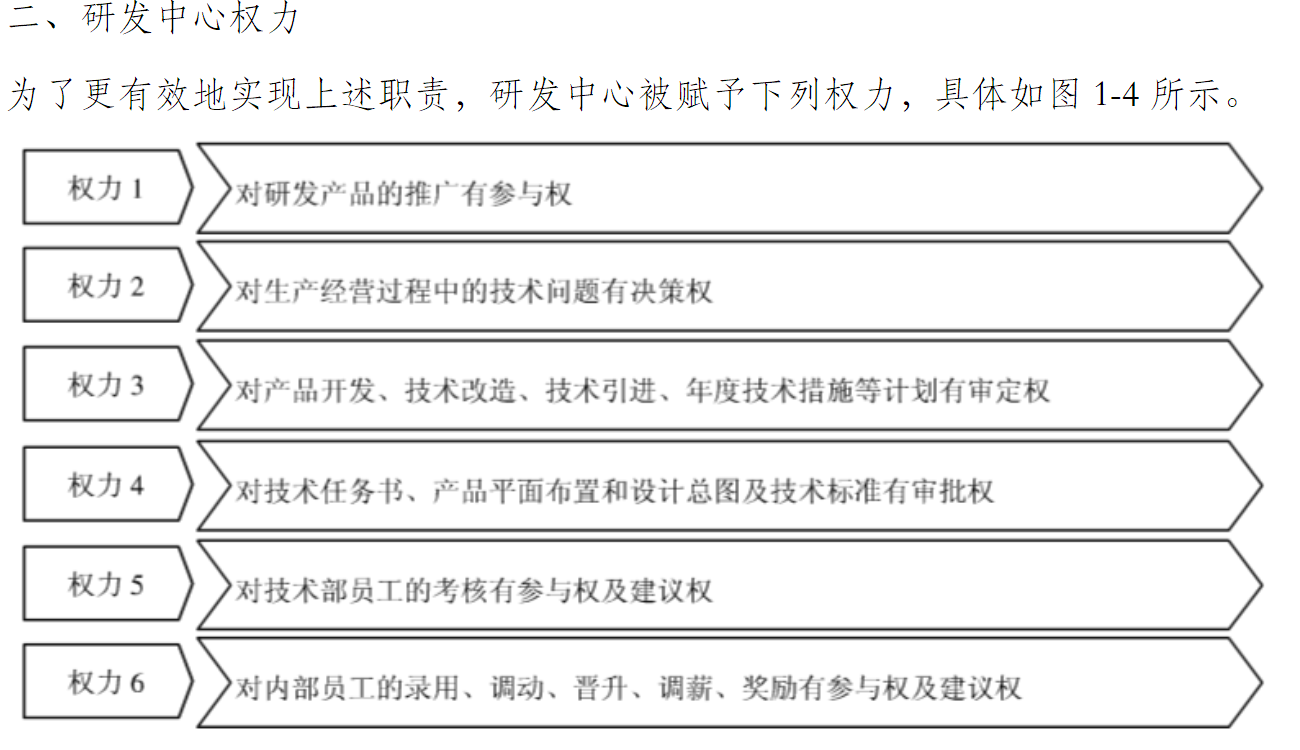 二、研发中心权力
为了更有效地实现上述职责，研发中心被赋予下列权力，具体如图 1-4 所示。
权力 1
对研发产品的推广有参与权
权力 2
对生产经营过程中的技术问题有决策权
权力 3
对产品开发、技术改造、技术引进、年度技术措施等计划有审定权
权力 4
对技术任务书、产品平面布置和设计总图及技术标准有审批权
权力 5
对技术部员工的考核有参与权及建议权
权力 6
对内部员工的录用、调动、晋升、调薪、奖励有参与权及建议权